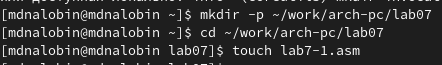 [mdnalobin@mdnalobin ~]$ mkdir -p ~/work/arch-pc/lab07
[mdnalobin@mdnalobin ~]$ cd ~/work/arch-pc/lab07
[mdnalobin@mdnalobin lab07]$ touch lab7-1.asm